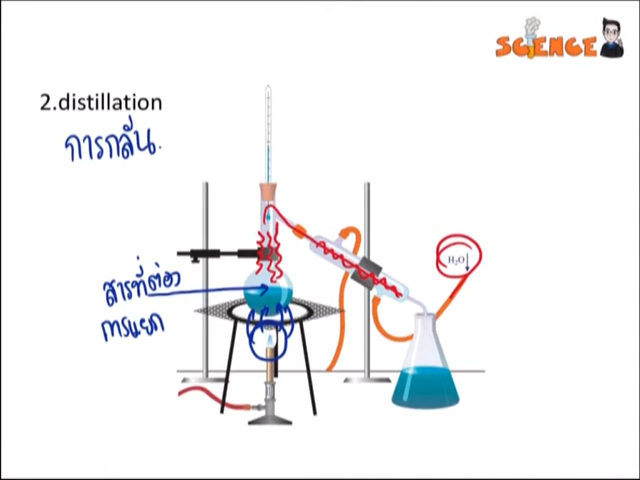 SCIENCE
2.distillation
การกลั่น
สารที่ต้อง
การแยก
H₂O